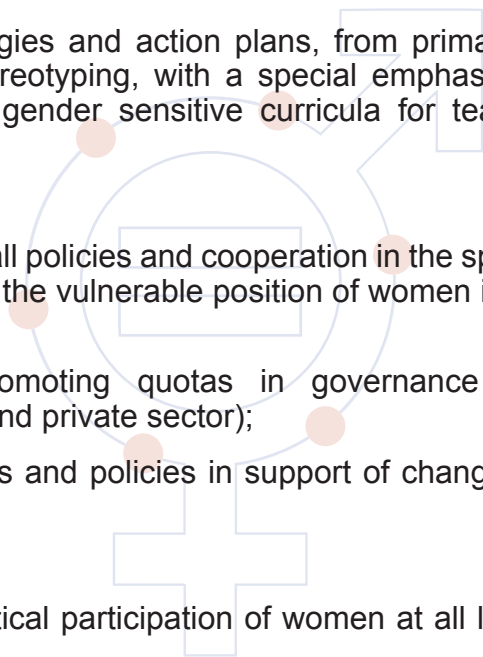 gies and action plans, from prima
reotyping, with a special emphas
gender sensitive curricula for tea
all policies and cooperation in the sp
the vulnerable position of women i
omoting quotas in governance
nd private sector);
s and policies in support of chang
tical participation of women at all l